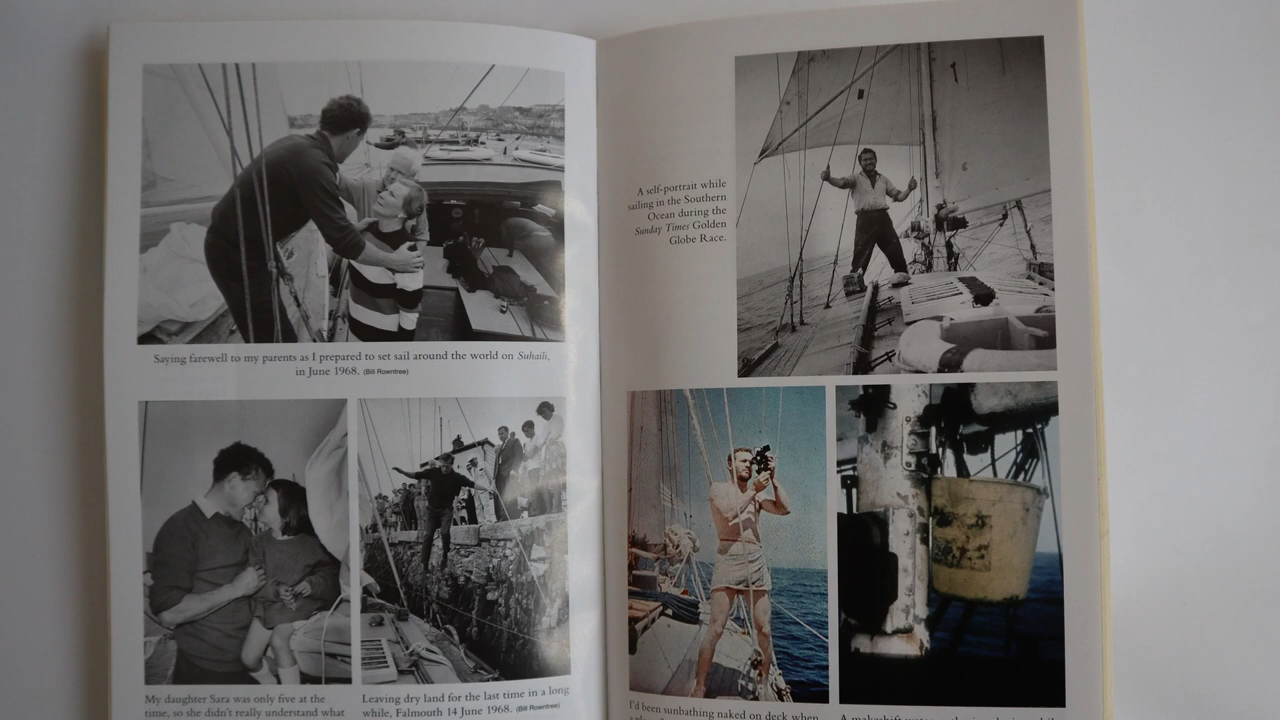 Saying farewell to my parents as I prepared to set sail around the world on Suhaili,
in June 1968. (Bill Rowntree)
My daughter Sara was only five at the
time, so she didn't really understand what
Leaving dry land for the last time in a long
while, Falmouth 14 June 1968. (Bill Rowntree)
A self-portrait while
sailing in the Southern
Ocean during the
Sunday Times Golden
Globe Race.
I'd been sunbathing naked on deck when
A makeshift